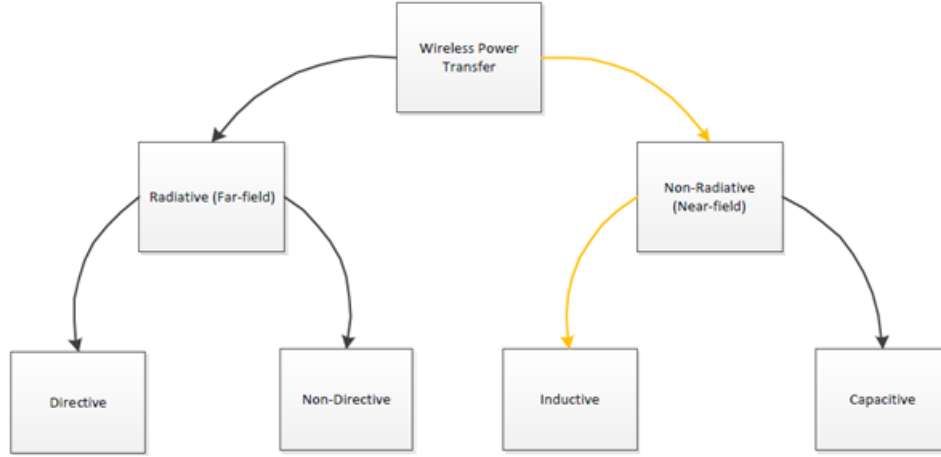 Wireless Power
Transfer
Radiative (Far-field)
Non-Radiative
(Near-field)
Directive
Non-Directive
Inductive
Capacitive